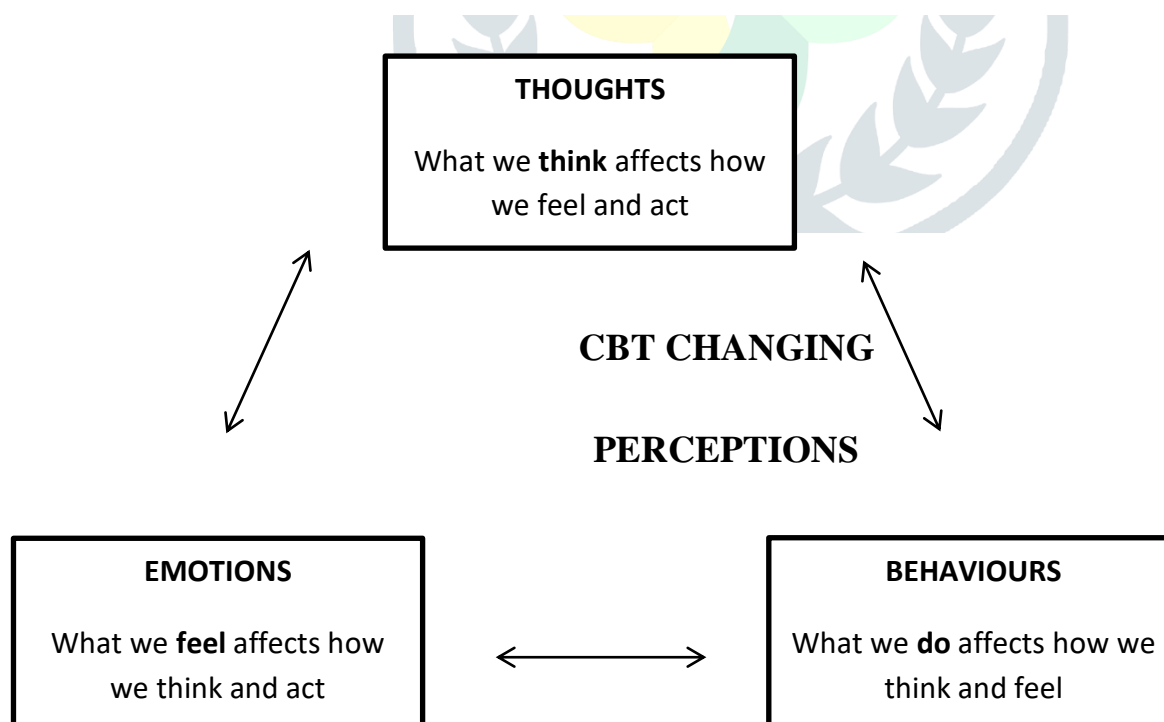 THOUGHTS
What we think affects how
we feel and act
CBT CHANGING
PERCEPTIONS
EMOTIONS
What we feel affects how
we think and act
BEHAVIOURS
What we do affects how we
think and feel